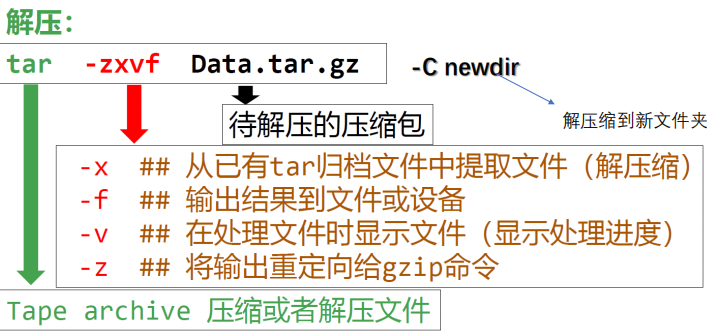 解压：
tar -zxvf Data.tar.gz -C newdir
解压缩到新文件夹
待解压的压缩包
-x ## 从已有tar归档文件中提取文件（解压缩）
-f ## 输出结果到文件或设备
-v ## 在处理文件时显示文件（显示处理进度）
-z ## 将输出重定向给gzip命令
Tape archive 压缩或者解压文件